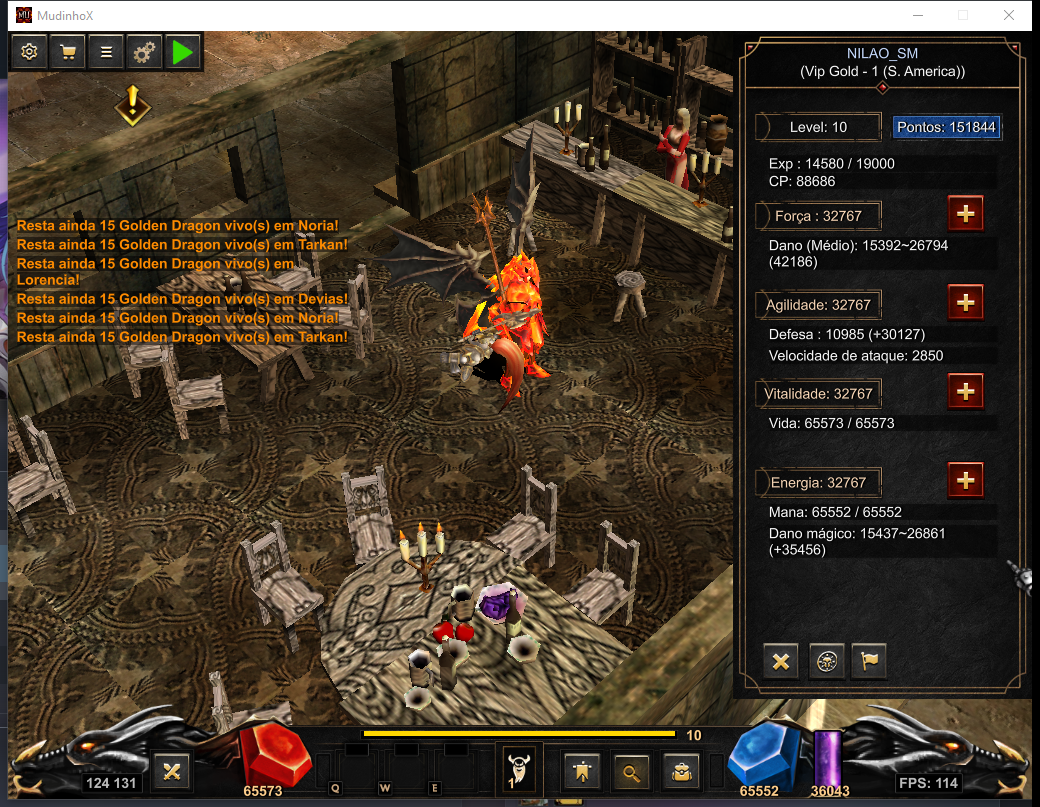 MudinhoX
NILAO_SM
(Vip Gold - 1 (S. America))
Level: 10
Pontos: 151844
Exp : 14580 / 19000
CP: 88686
Força : 32767
Dano (Médio): 15392~26794
(42186)
Agilidade: 32767
Defesa : 10985 (+30127)
Velocidade de ataque: 2850
Vitalidade: 32767
Vida: 65573 / 65573
Energia: 32767
Mana: 65552 / 65552
Dano mágico: 15437~26861
(+35456)
Resta ainda 15 Golden Dragon vivo(s) em Noria!
Resta ainda 15 Golden Dragon vivo(s) em Tarkan!
Resta ainda 15 Golden Dragon vivo(s) em
Lorencia!
Resta ainda 15 Golden Dragon vivo(s) em Devias!
Resta ainda 15 Golden Dragon vivo(s) em Noria!
Resta ainda 15 Golden Dragon vivo(s) em Tarkan!
10
124 131
65573
Q
W
E
1
65552
36043
FPS: 114